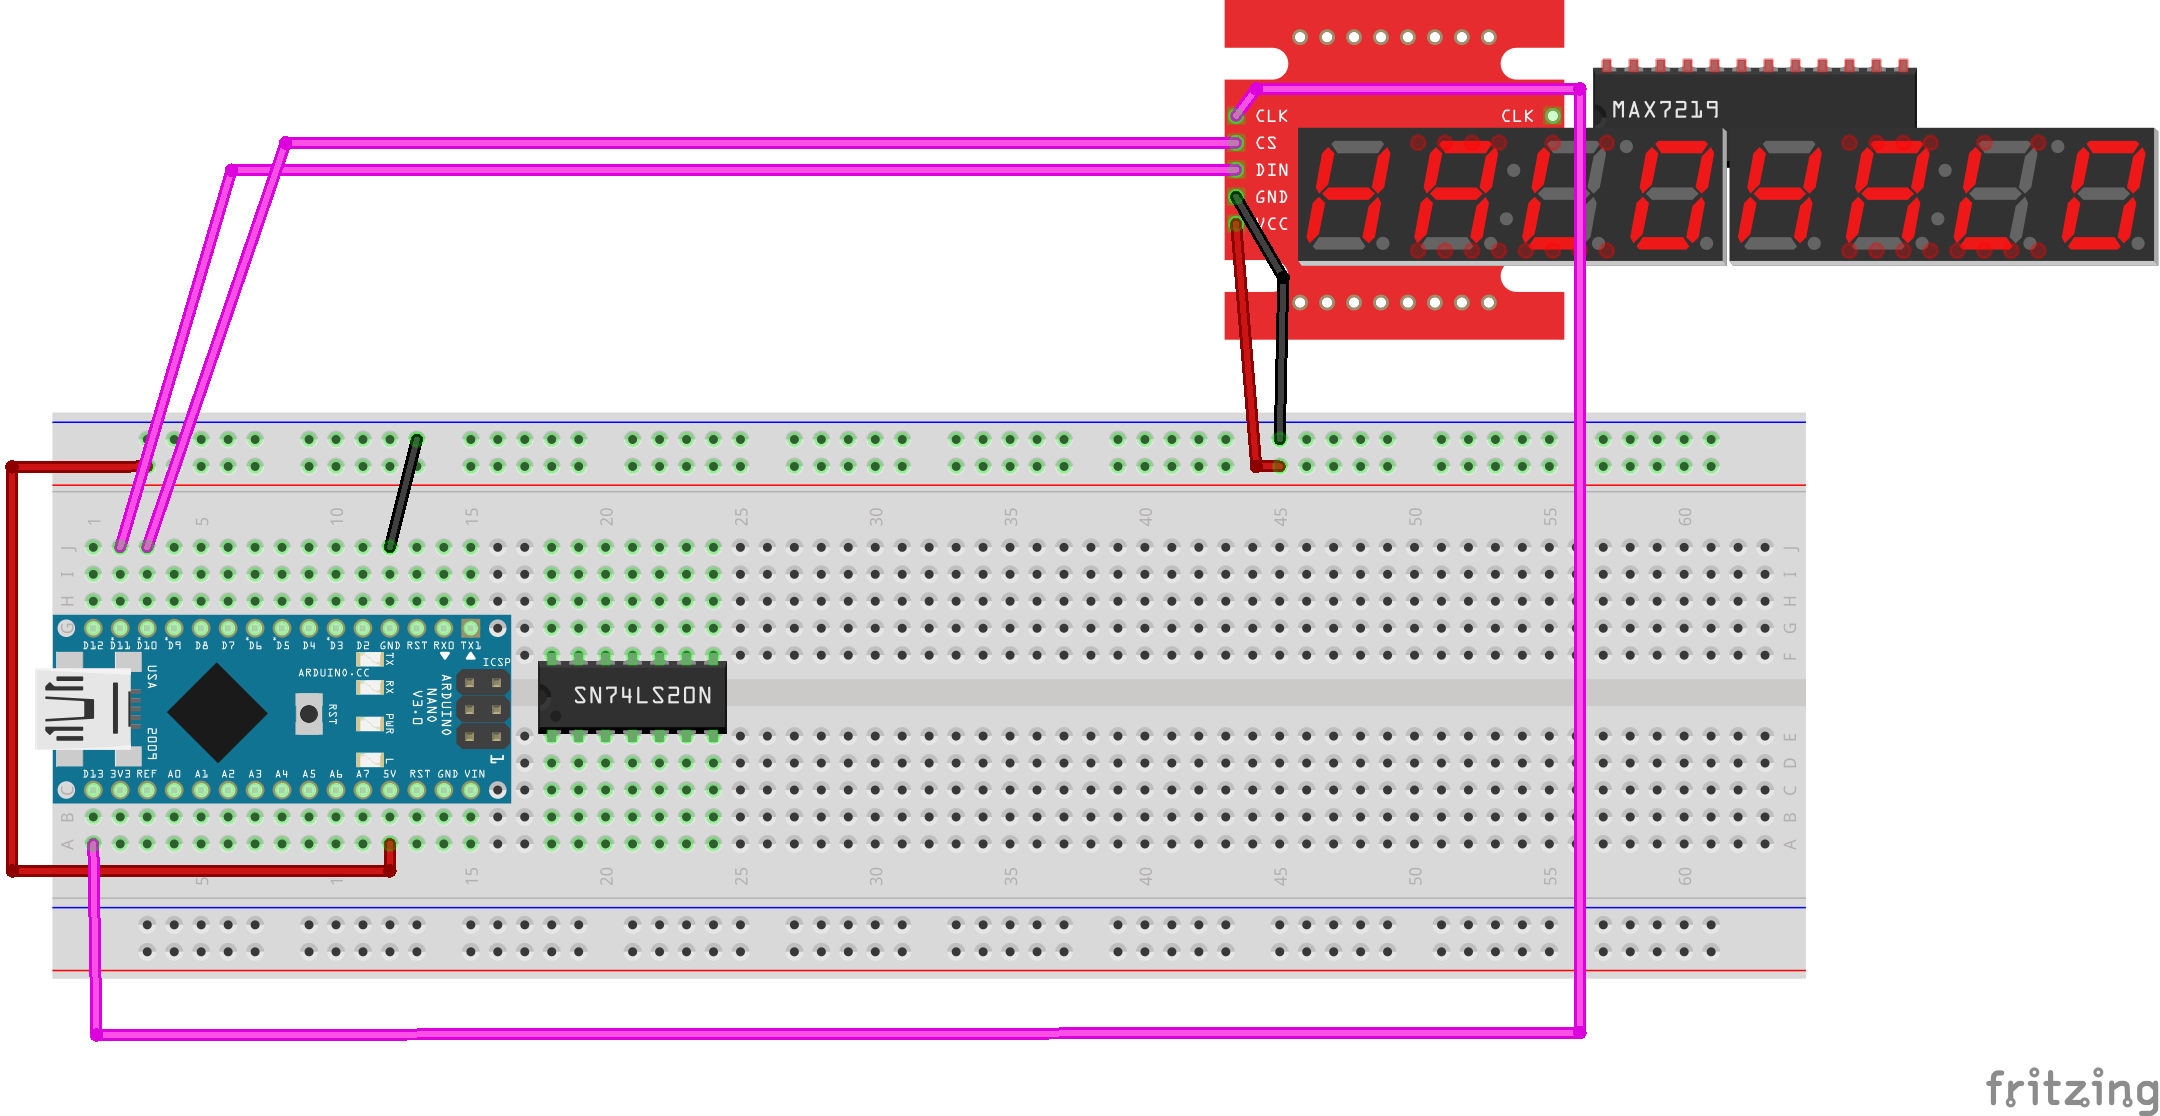 CLK CLK
MAX7219
CS
DIN
GND
VCC
HALO HALO
1 5 10 15 20 25 30 35 40 45 50 55 60
J J
I I
H H
G G
F F
D12 D11 D10 D9 D8 D7 D6 D5 D4 D3 D2 GND RST RX0 TX1
ICSP
ARDUINO.CC
TX
RX
PWR
L
RST
USA
2009
ARDUINO
NANO
V3.0
1
SN74LS20N
D13 3V3 REF A0 A1 A2 A3 A4 A5 A6 A7 5V RST GND VIN
E
D
C C
B B
A A
5 1 15 20 25 30 35 40 45 50 55 60
fritzing